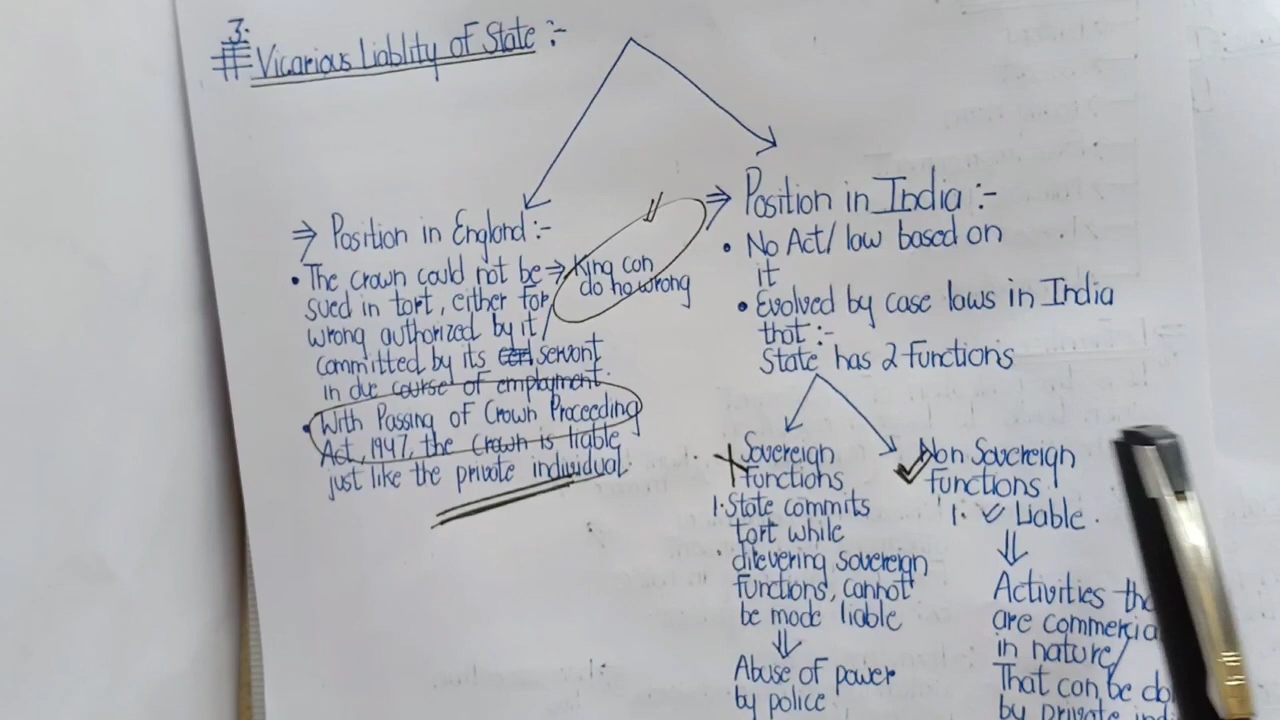 3.
# Vicarious Liablity of State :-
⇒ Position in England :-
• The crown could not be ⇒ King can
do no wrong
sued in tort, either for
wrong authorized by it /
committed by its servant
in due course of employment.
• With Passing of Crown Proceeding
Act, 1947, the Crown is liable
just like the private individual.
⇒ Position in India :-
• No Act/ law based on
it
• Evolved by case laws in India
that :-
State has 2 Functions
Sovereign
Functions
1. State commits
tort while
dilevering sovereign
functions, cannot
be made liable
⇓
Abuse of power
by police
Non Sovereign
Functions
1. ✓ Liable.
⇓
Activities
are commercia
in nature/
That can be do
by private